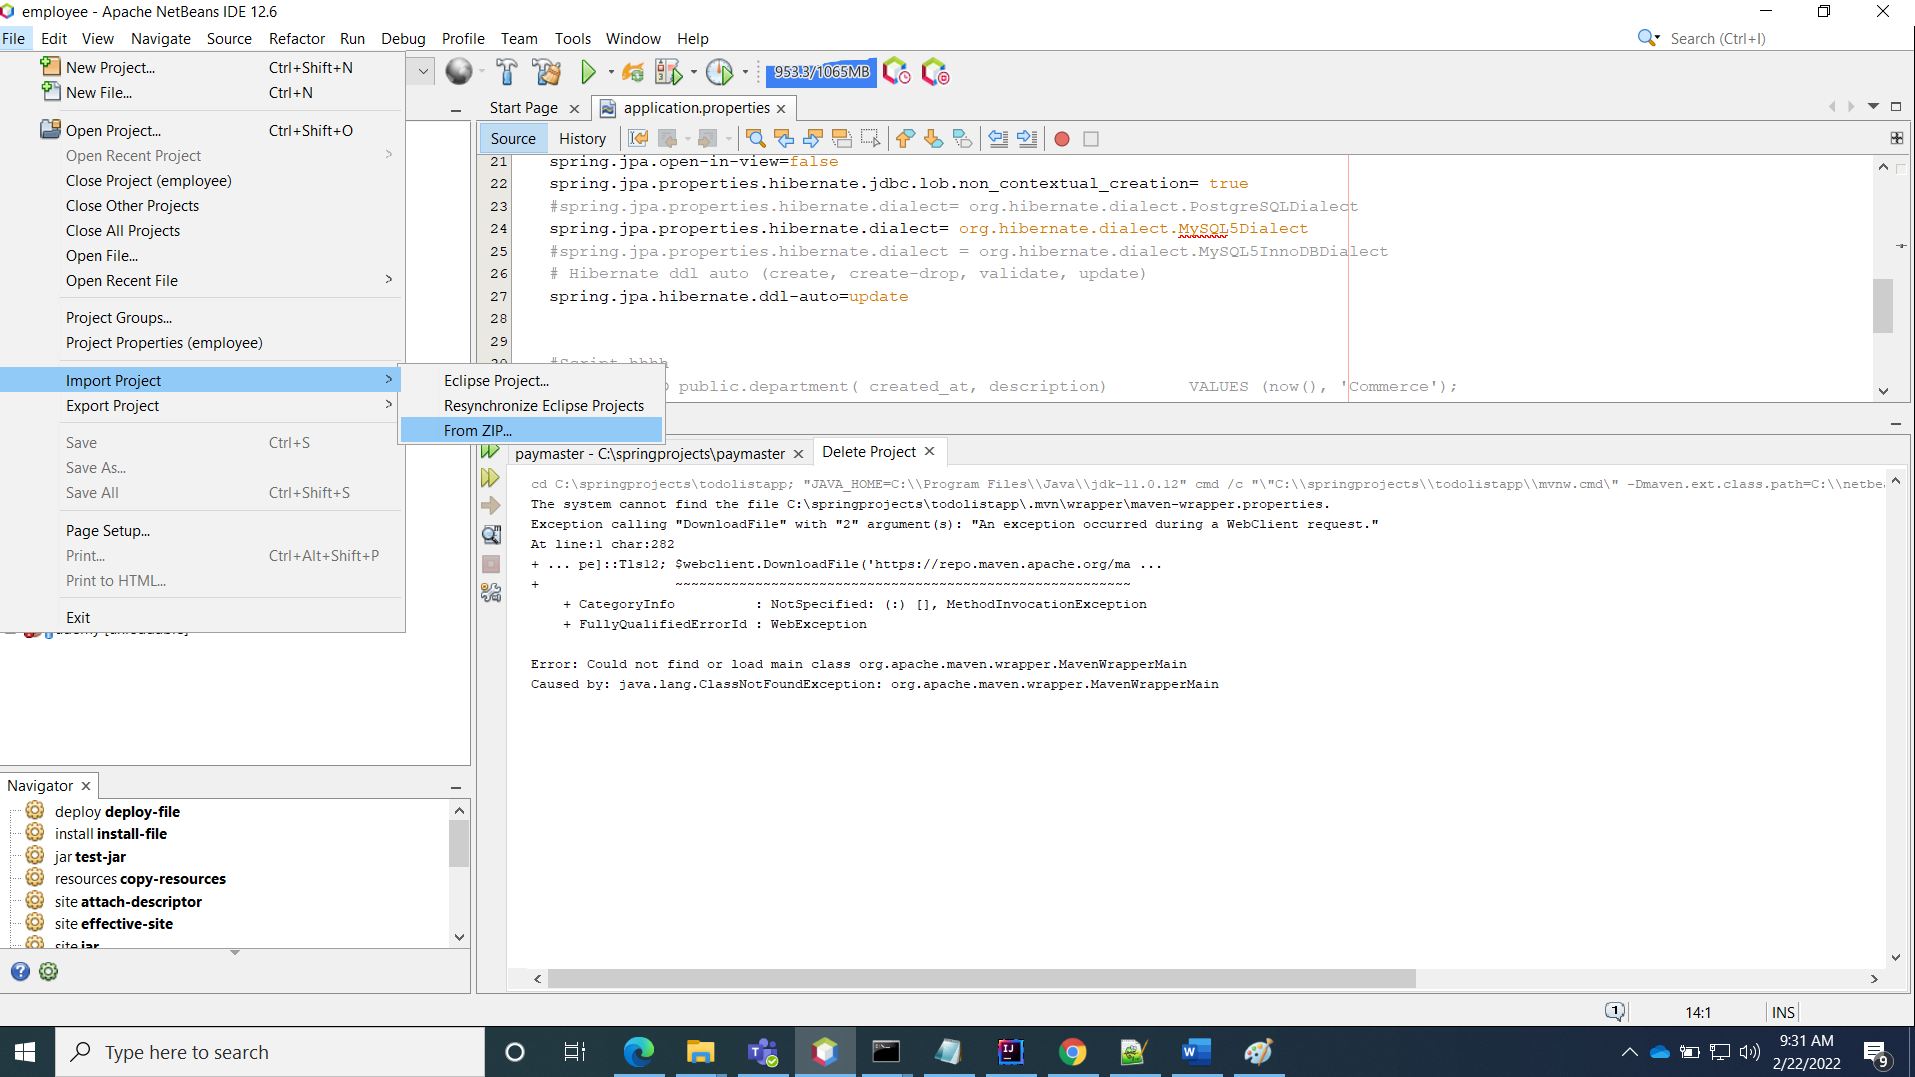 employee - Apache NetBeans IDE 12.6
File Edit View Navigate Source Refactor Run Debug Profile Team Tools Window Help
Search (Ctrl+I)
New Project... Ctrl+Shift+N
New File... Ctrl+N
Open Project... Ctrl+Shift+O
Open Recent Project >
Close Project (employee)
Close Other Projects
Close All Projects
Open File...
Open Recent File >
Project Groups...
Project Properties (employee)
Import Project >
Export Project >
Save Ctrl+S
Save As...
Save All Ctrl+Shift+S
Page Setup...
Print... Ctrl+Alt+Shift+P
Print to HTML...
Exit
Eclipse Project...
Resynchronize Eclipse Projects
From ZIP...
953.3/1065MB
Start Page application.properties
Source History
21 spring.jpa.open-in-view=false
22 spring.jpa.properties.hibernate.jdbc.lob.non_contextual_creation= true
23 #spring.jpa.properties.hibernate.dialect= org.hibernate.dialect.PostgreSQLDialect
24 spring.jpa.properties.hibernate.dialect= org.hibernate.dialect.MySQL5Dialect
25 #spring.jpa.properties.hibernate.dialect = org.hibernate.dialect.MySQL5InnoDBDialect
26 # Hibernate ddl auto (create, create-drop, validate, update)
27 spring.jpa.hibernate.ddl-auto=update
28
29
public.department( created_at, description) VALUES (now(), 'Commerce');
paymaster - C:\springprojects\paymaster Delete Project
cd C:\springprojects\todolistapp; "JAVA_HOME=C:\\Program Files\\Java\\jdk-11.0.12" cmd /c "\"C:\\springprojects\\todolistapp\\mvnw.cmd\" -Dmaven.ext.class.path=C:\\netbe
The system cannot find the file C:\springprojects\todolistapp\.mvn\wrapper\maven-wrapper.properties.
Exception calling "DownloadFile" with "2" argument(s): "An exception occurred during a WebClient request."
At line:1 char:282
+ ... pe]::Tls12; $webclient.DownloadFile('https://repo.maven.apache.org/ma ...
+ ~~~~~~~~~~~~~~~~~~~~~~~~~~~~~~~~~~~~~~~~~~~~~~~~~~~~~~~~~
+ CategoryInfo : NotSpecified: (:) [], MethodInvocationException
+ FullyQualifiedErrorId : WebException
Error: Could not find or load main class org.apache.maven.wrapper.MavenWrapperMain
Caused by: java.lang.ClassNotFoundException: org.apache.maven.wrapper.MavenWrapperMain
Navigator
deploy deploy-file
install install-file
jar test-jar
resources copy-resources
site attach-descriptor
site effective-site
site jar
1
14:1 INS
Type here to search
9:31 AM
2/22/2022
9